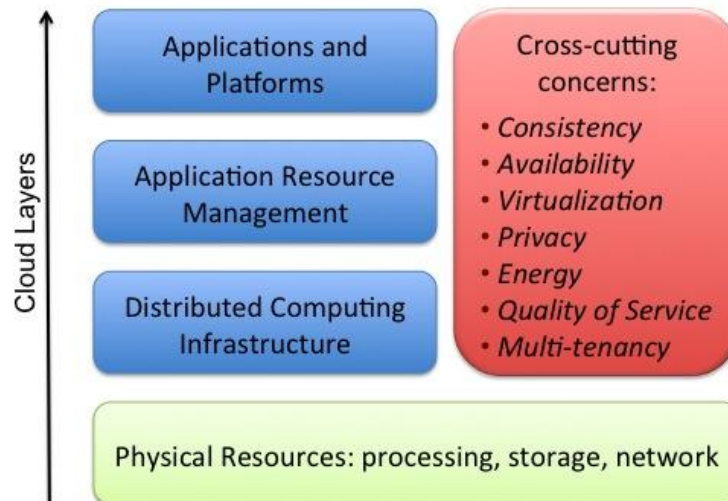 Cloud Layers
Applications and
Platforms
Application Resource
Management
Distributed Computing
Infrastructure
Cross-cutting
concerns:
• Consistency
• Availability
• Virtualization
• Privacy
• Energy
• Quality of Service
• Multi-tenancy
Physical Resources: processing, storage, network